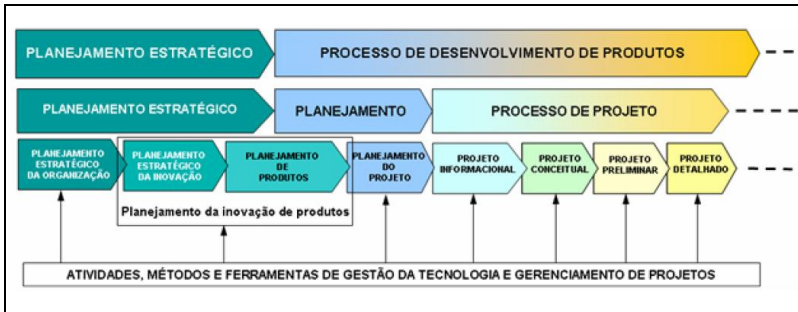 PLANEJAMENTO ESTRATÉGICO
PROCESSO DE DESENVOLVIMENTO DE PRODUTOS
PLANEJAMENTO ESTRATÉGICO
PLANEJAMENTO
PROCESSO DE PROJETO
PLANEJAMENTO
ESTRATÉGICO
DA ORGANIZAÇÃO
PLANEJAMENTO
ESTRATÉGICO
DA INOVAÇÃO
PLANEJAMENTO
DE
PRODUTOS
PLANEJAMENTO
DO
PROJETO
PROJETO
INFORMACIONAL
PROJETO
CONCEITUAL
PROJETO
PRELIMINAR
PROJETO
DETALHADO
Planejamento da inovação de produtos
ATIVIDADES, MÉTODOS E FERRAMENTAS DE GESTÃO DA TECNOLOGIA E GERENCIAMENTO DE PROJETOS